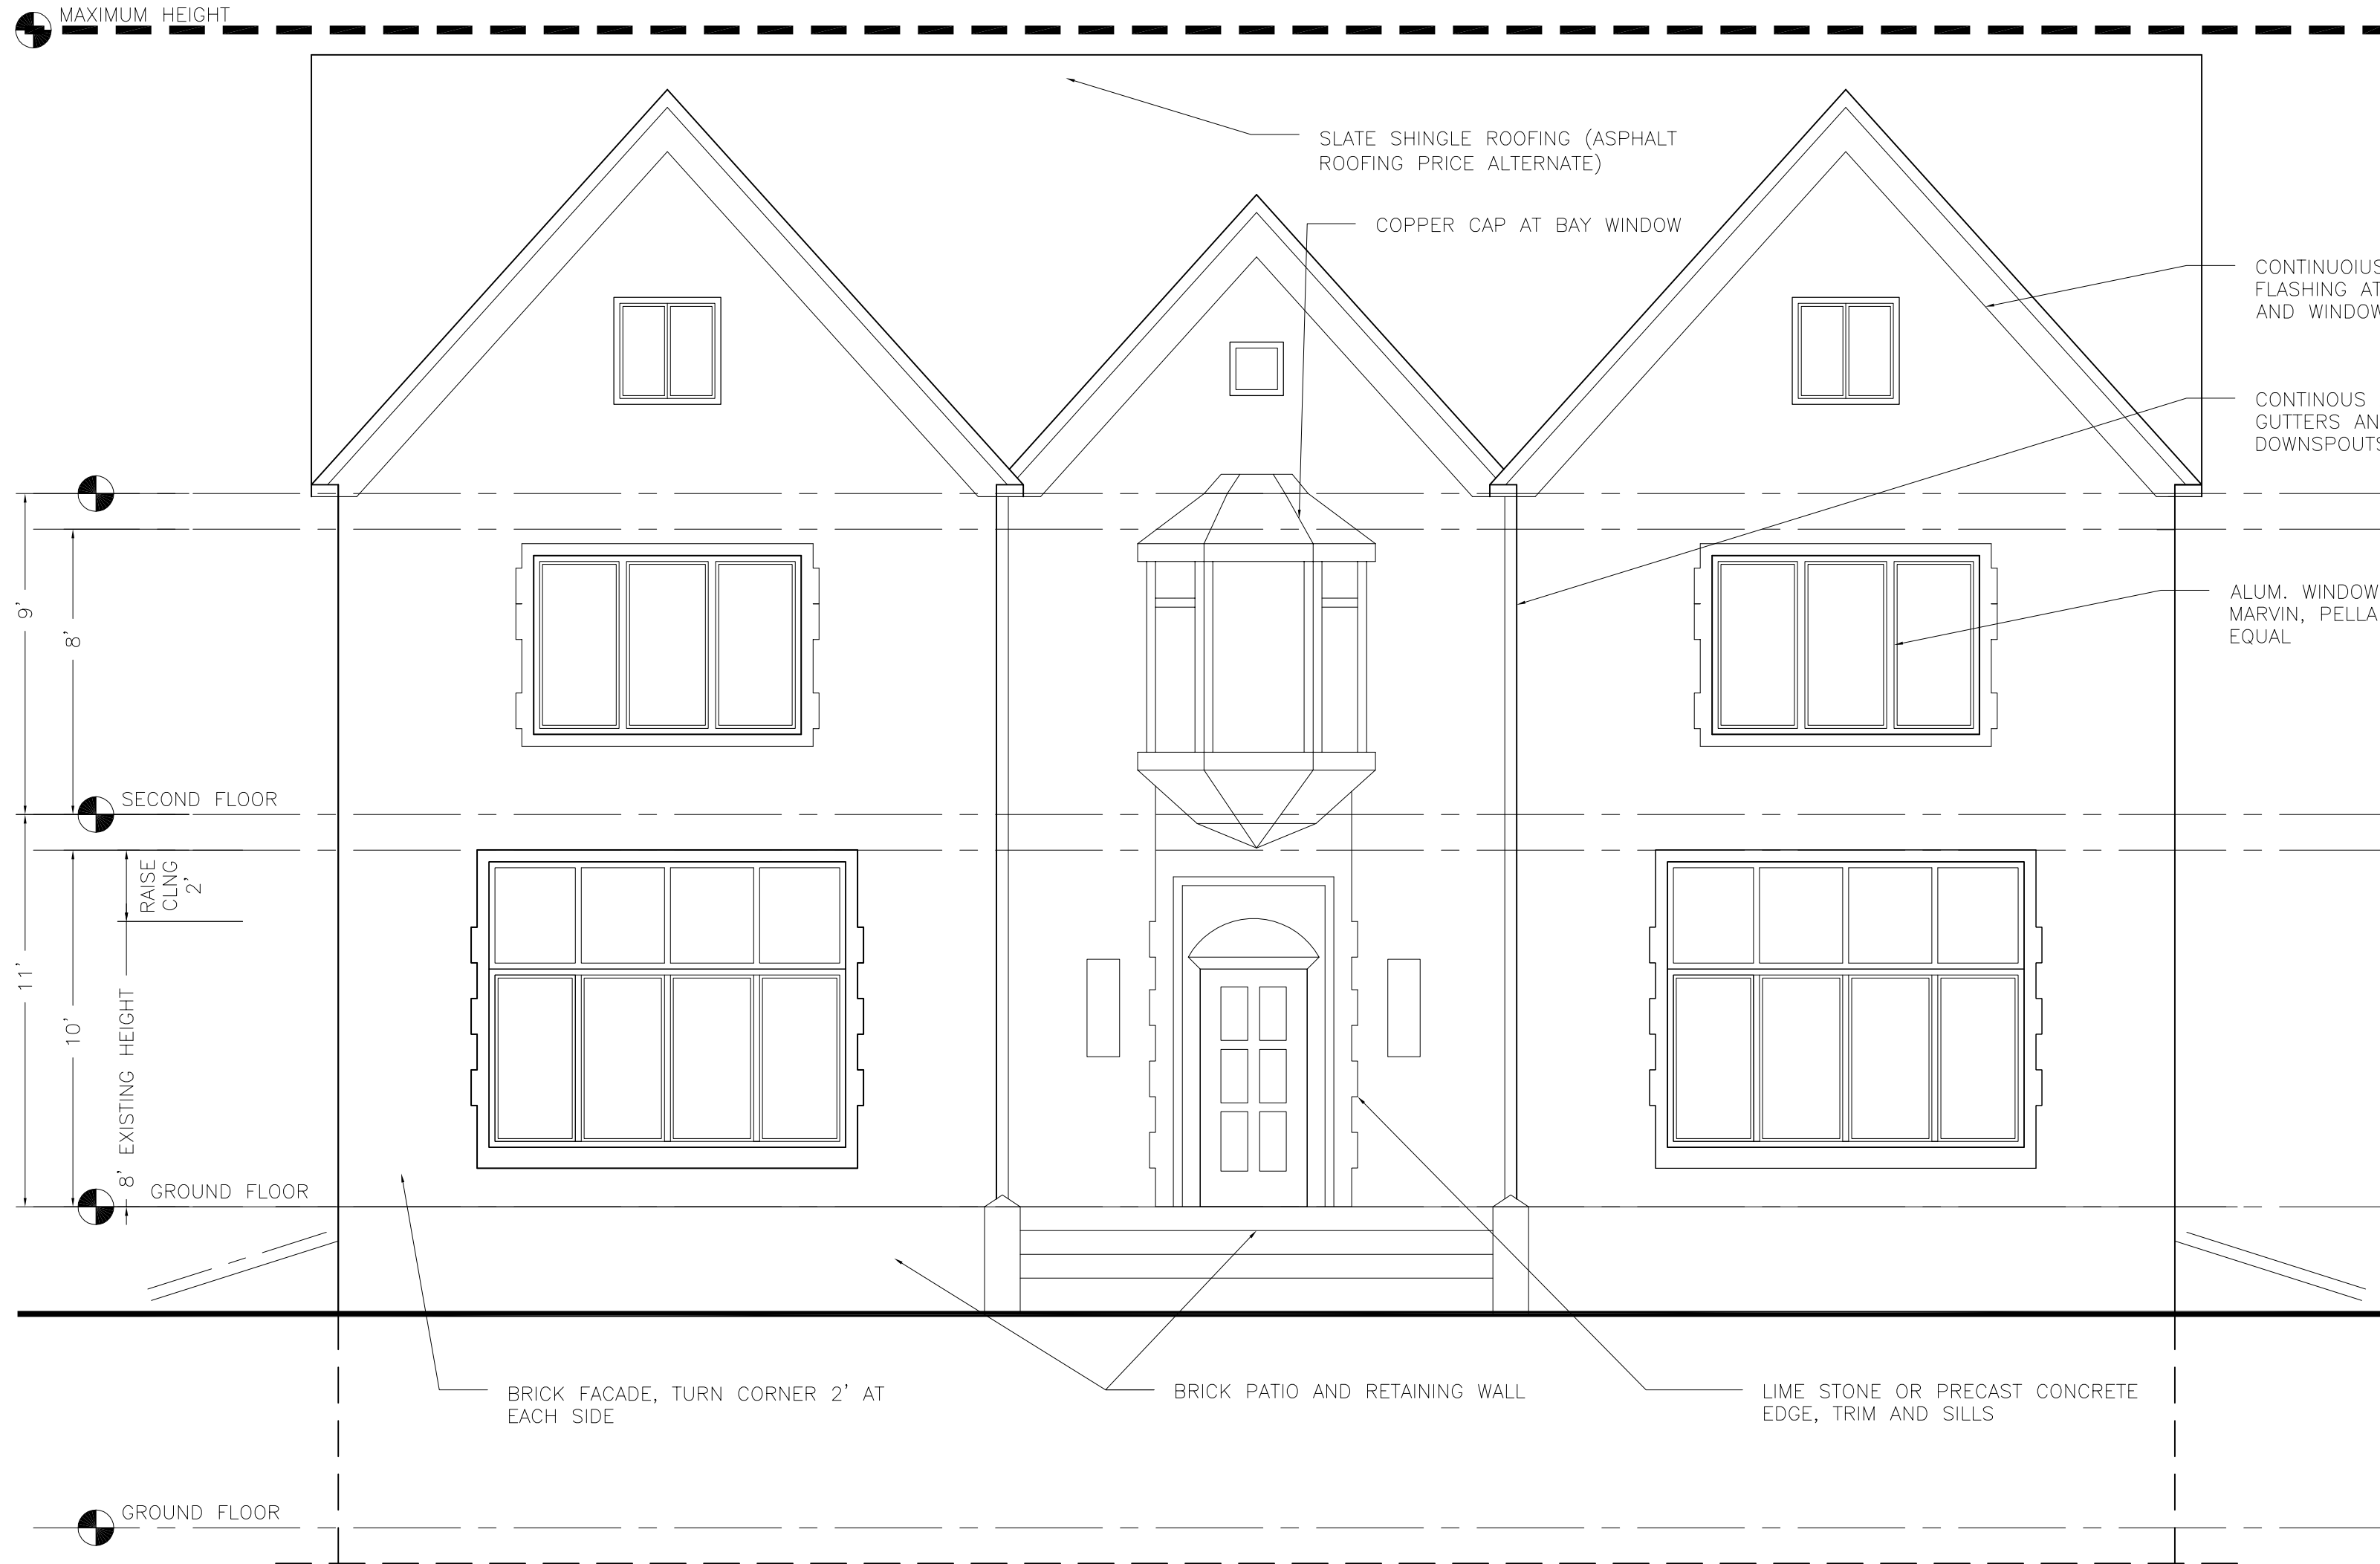 MAXIMUM HEIGHT
SLATE SHINGLE ROOFING (ASPHALT
ROOFING PRICE ALTERNATE)
COPPER CAP AT BAY WINDOW
CONTINUOIUS
FLASHING AT
AND WINDOW
CONTINOUS
GUTTERS AN
DOWNSPOUTS
9'
8'
ALUM. WINDOW
MARVIN, PELLA
EQUAL
SECOND FLOOR
RAISE
CLNG
2'
11'
10'
8' EXISTING HEIGHT
GROUND FLOOR
BRICK FACADE, TURN CORNER 2' AT
EACH SIDE
BRICK PATIO AND RETAINING WALL
LIME STONE OR PRECAST CONCRETE
EDGE, TRIM AND SILLS
GROUND FLOOR